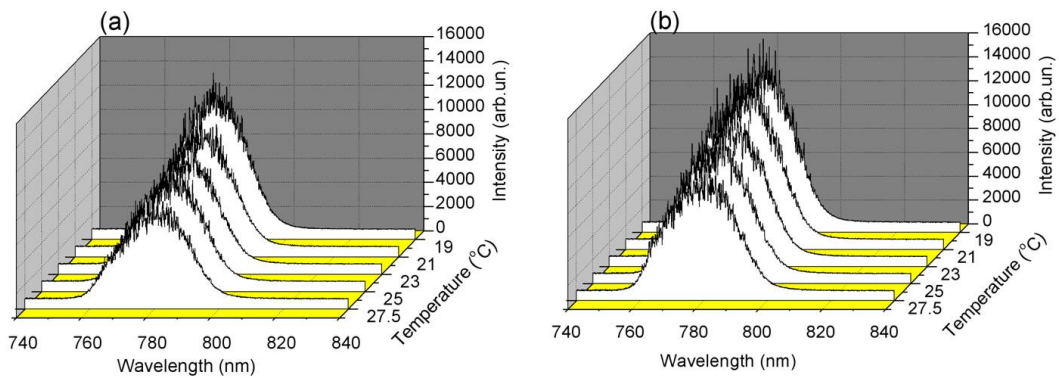 (a)
16000
14000
12000
10000
8000
6000
4000
2000
0
Intensity (arb.un.)
19
21
23
25
27.5
Temperature (°C)
740 760 780 800 820 840
Wavelength (nm)
(b)
16000
14000
12000
10000
8000
6000
4000
2000
0
Intensity (arb.un.)
19
21
23
25
27.5
Temperature (°C)
740 760 780 800 820 840
Wavelength (nm)